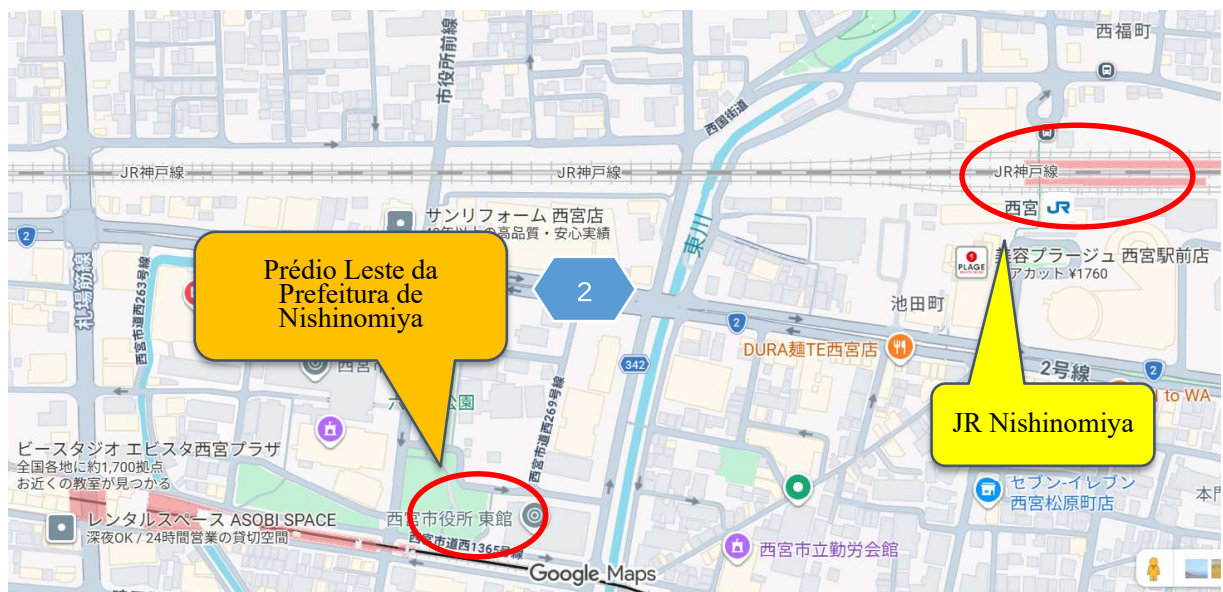 西福町
市役所前線
西国街道
JR神戸線
JR神戸線
JR神戸線
西宮 JR
東川
サンリフォーム 西宮店
の高品質・安心実績
2
札場筋線
西宮市道西263号線
Prédio Leste da
Prefeitura de
Nishinomiya
2
PLAGE
容プラージュ 西宮駅前店
アカット ¥1760
池田町
2
342
DURA麺TE西宮店
2号線
2
to WA
JR Nishinomiya
公園
西宮市道西269号線
ビースタジオ エビスタ西宮プラザ
全国各地に約1,700拠点
お近くの教室が見つかる
セブン-イレブン
西宮松原町店
レンタルスペース ASOBI SPACE
深夜OK / 24時間営業の貸切空間
西宮市役所 東館
西宮市道西1365号線
西宮市立勤労会館
Google Maps